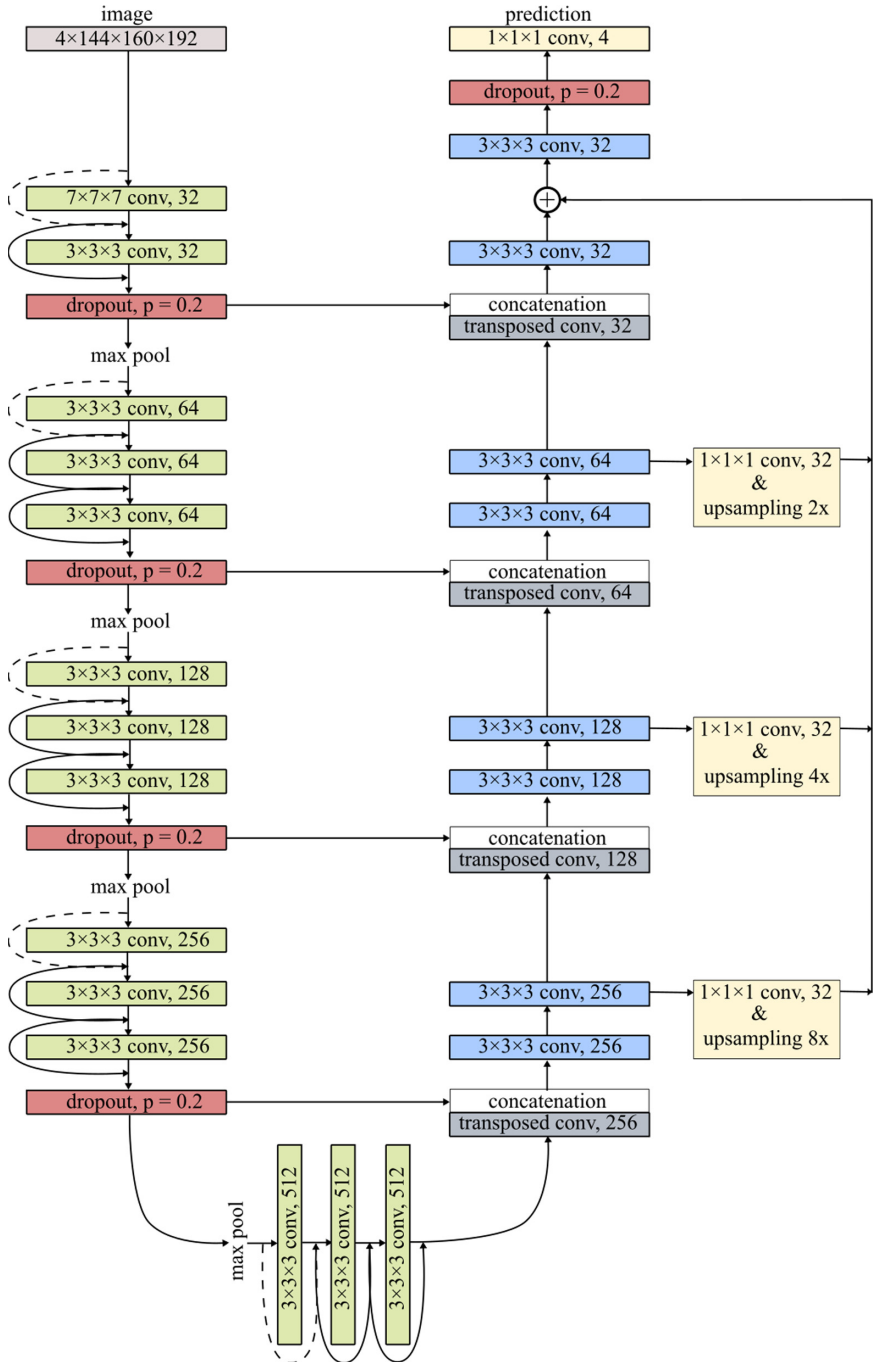 image
4×144×160×192
7×7×7 conv, 32
3×3×3 conv, 32
dropout, p = 0.2
max pool
3×3×3 conv, 64
3×3×3 conv, 64
3×3×3 conv, 64
dropout, p = 0.2
max pool
3×3×3 conv, 128
3×3×3 conv, 128
3×3×3 conv, 128
dropout, p = 0.2
max pool
3×3×3 conv, 256
3×3×3 conv, 256
3×3×3 conv, 256
dropout, p = 0.2
max pool
3×3×3 conv, 512
3×3×3 conv, 512
3×3×3 conv, 512
prediction
1×1×1 conv, 4
dropout, p = 0.2
3×3×3 conv, 32
+
3×3×3 conv, 32
concatenation
transposed conv, 32
3×3×3 conv, 64
3×3×3 conv, 64
concatenation
transposed conv, 64
3×3×3 conv, 128
3×3×3 conv, 128
concatenation
transposed conv, 128
3×3×3 conv, 256
3×3×3 conv, 256
concatenation
transposed conv, 256
1×1×1 conv, 32
&
upsampling 2x
1×1×1 conv, 32
&
upsampling 4x
1×1×1 conv, 32
&
upsampling 8x